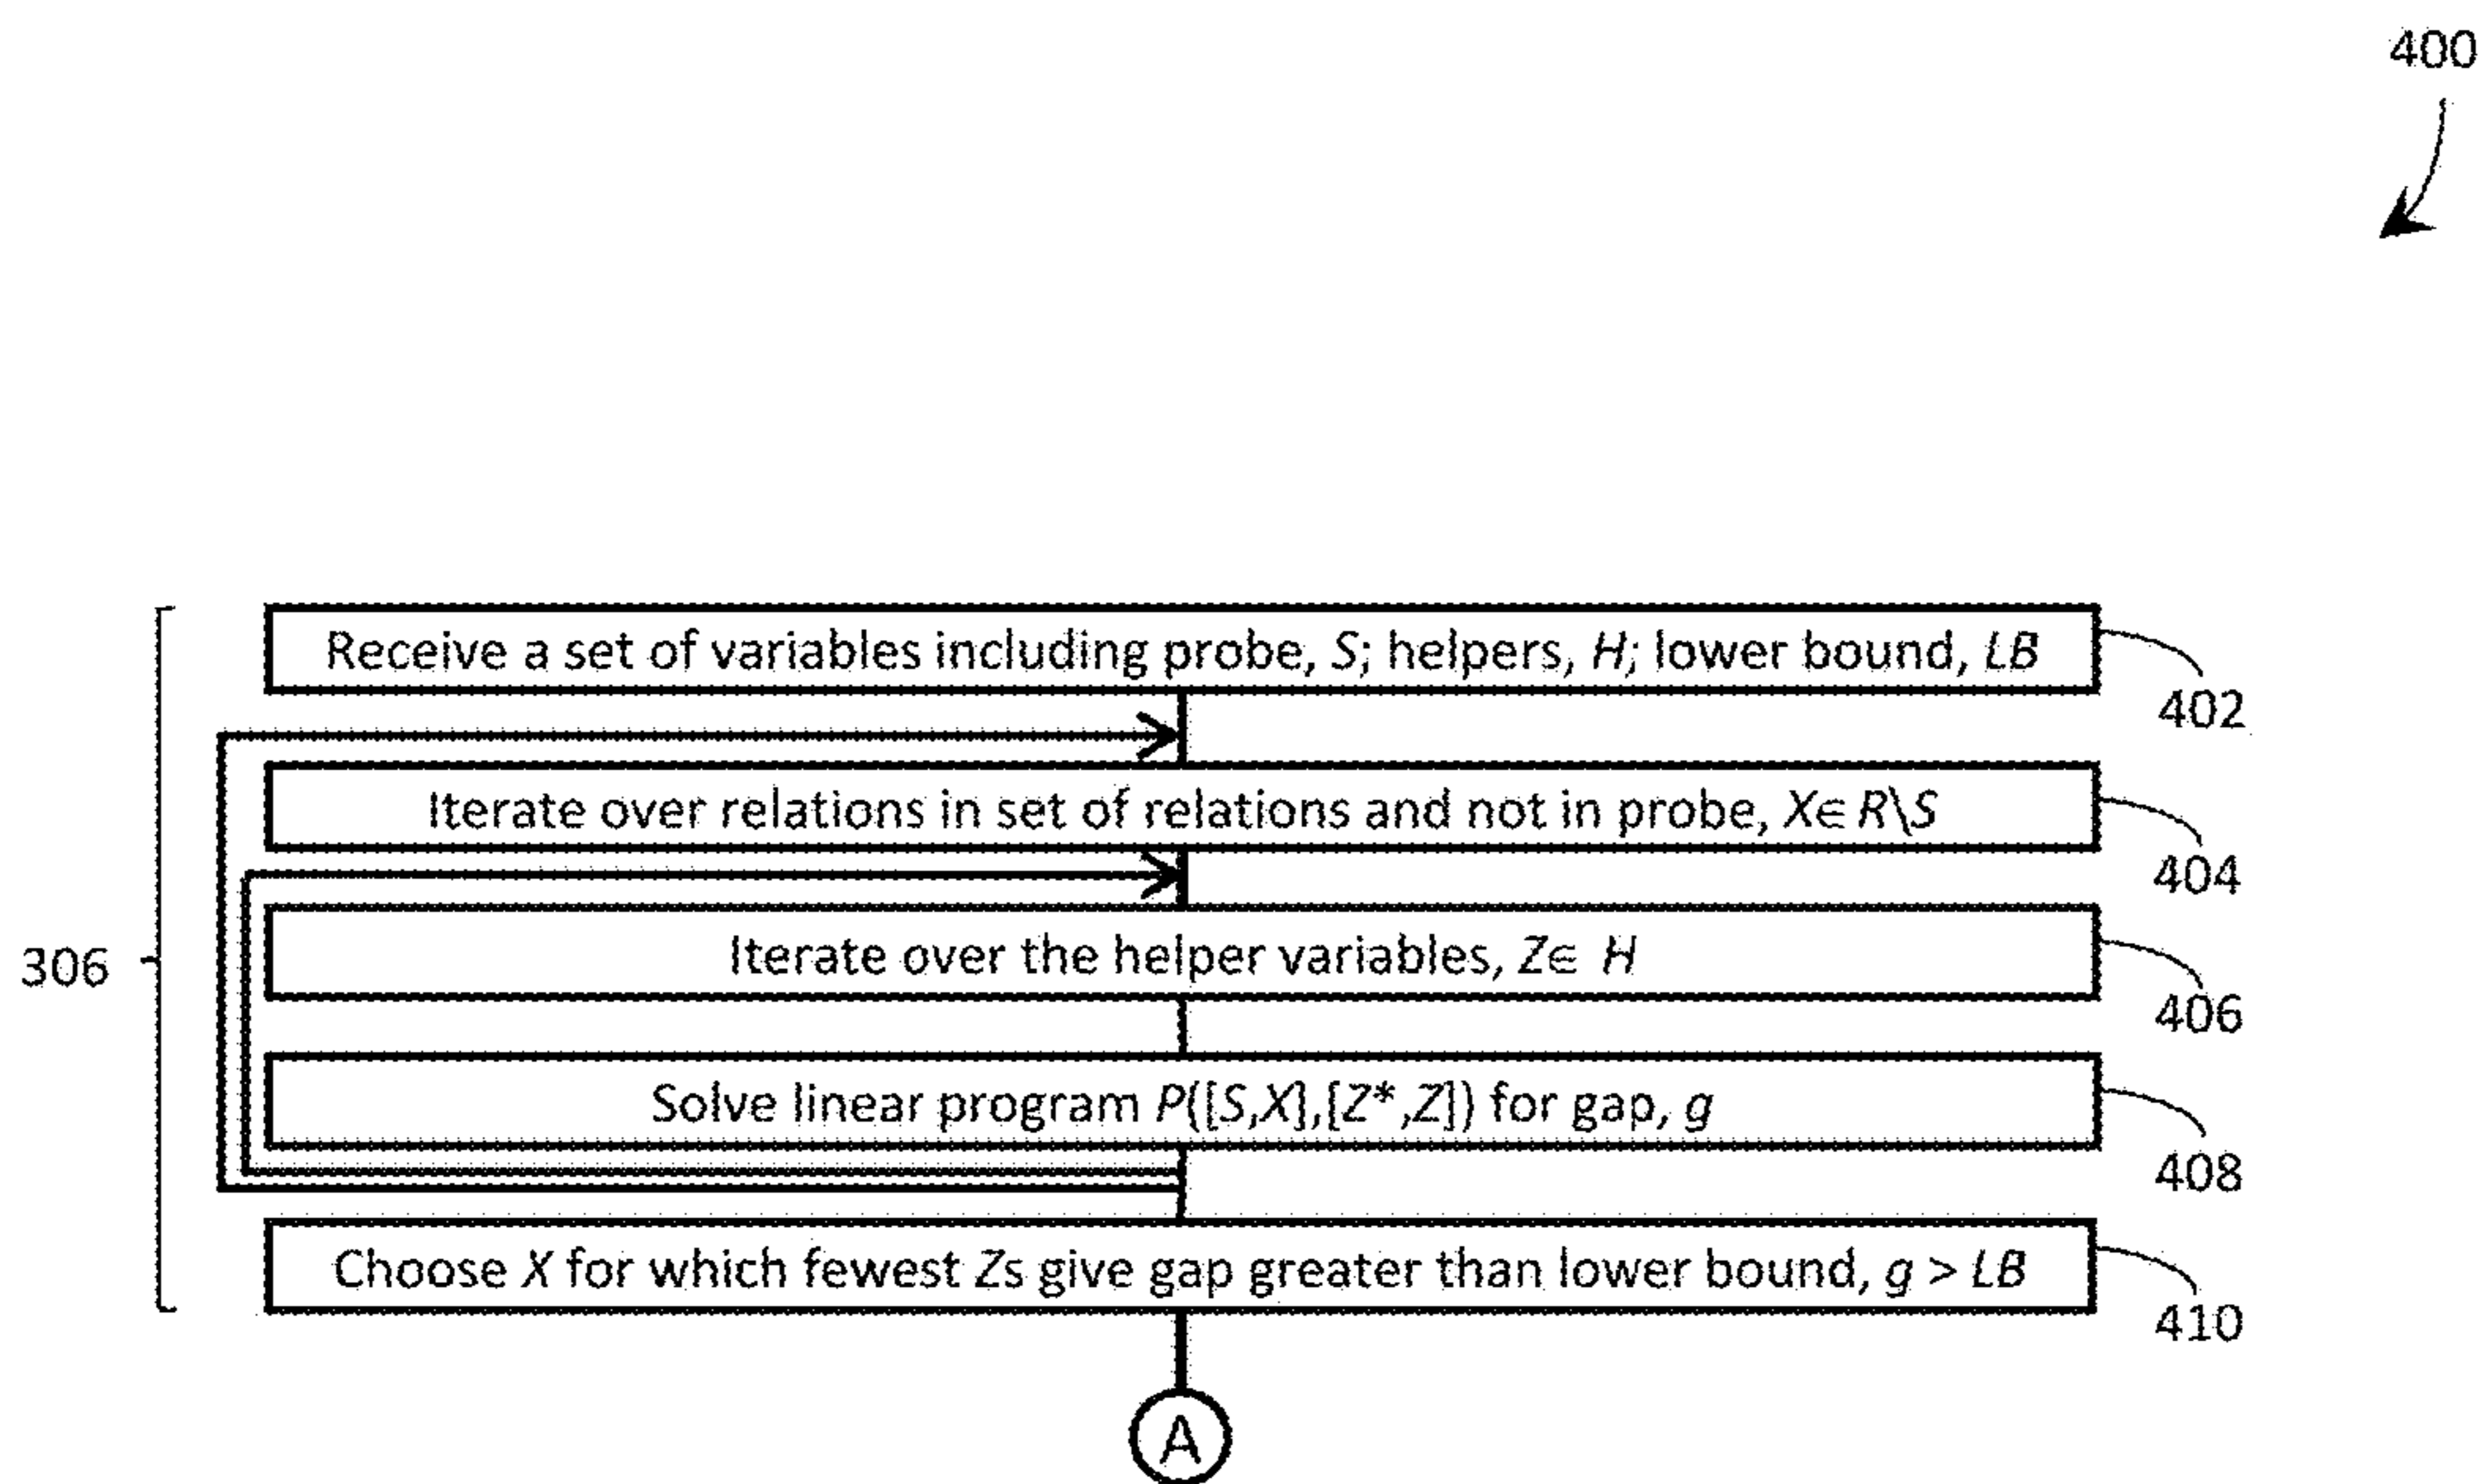 400
Receive a set of variables including probe, S; helpers, H; lower bound, LB
402
Iterate over relations in set of relations and not in probe, X∈ R\S
404
306
Iterate over the helper variables, Z∈ H
406
Solve linear program P([S,X],[Z*,Z]) for gap, g
408
Choose X for which fewest Zs give gap greater than lower bound, g > LB
410
A